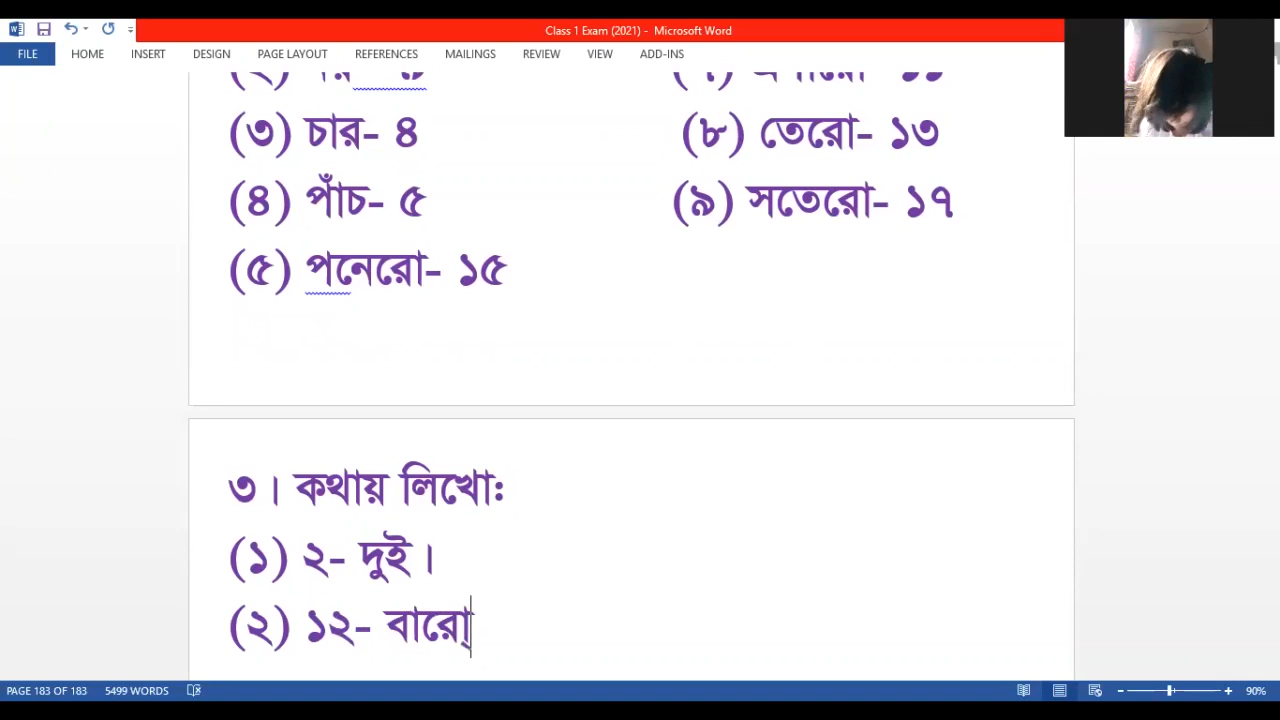 Class 1 Exam (2021) - Microsoft Word
FILE HOME INSERT DESIGN PAGE LAYOUT REFERENCES MAILINGS REVIEW VIEW ADD-INS
(৩) চার- ৪
(৮) তেরো- ১৩
(৪) পাঁচ- ৫
(৯) সতেরো- ১৭
(৫) পনেরো- ১৫
৩। কথায় লিখো:
(১) ২- দুই।
(২) ১২- বারো্
PAGE 183 OF 183 5499 WORDS
90%